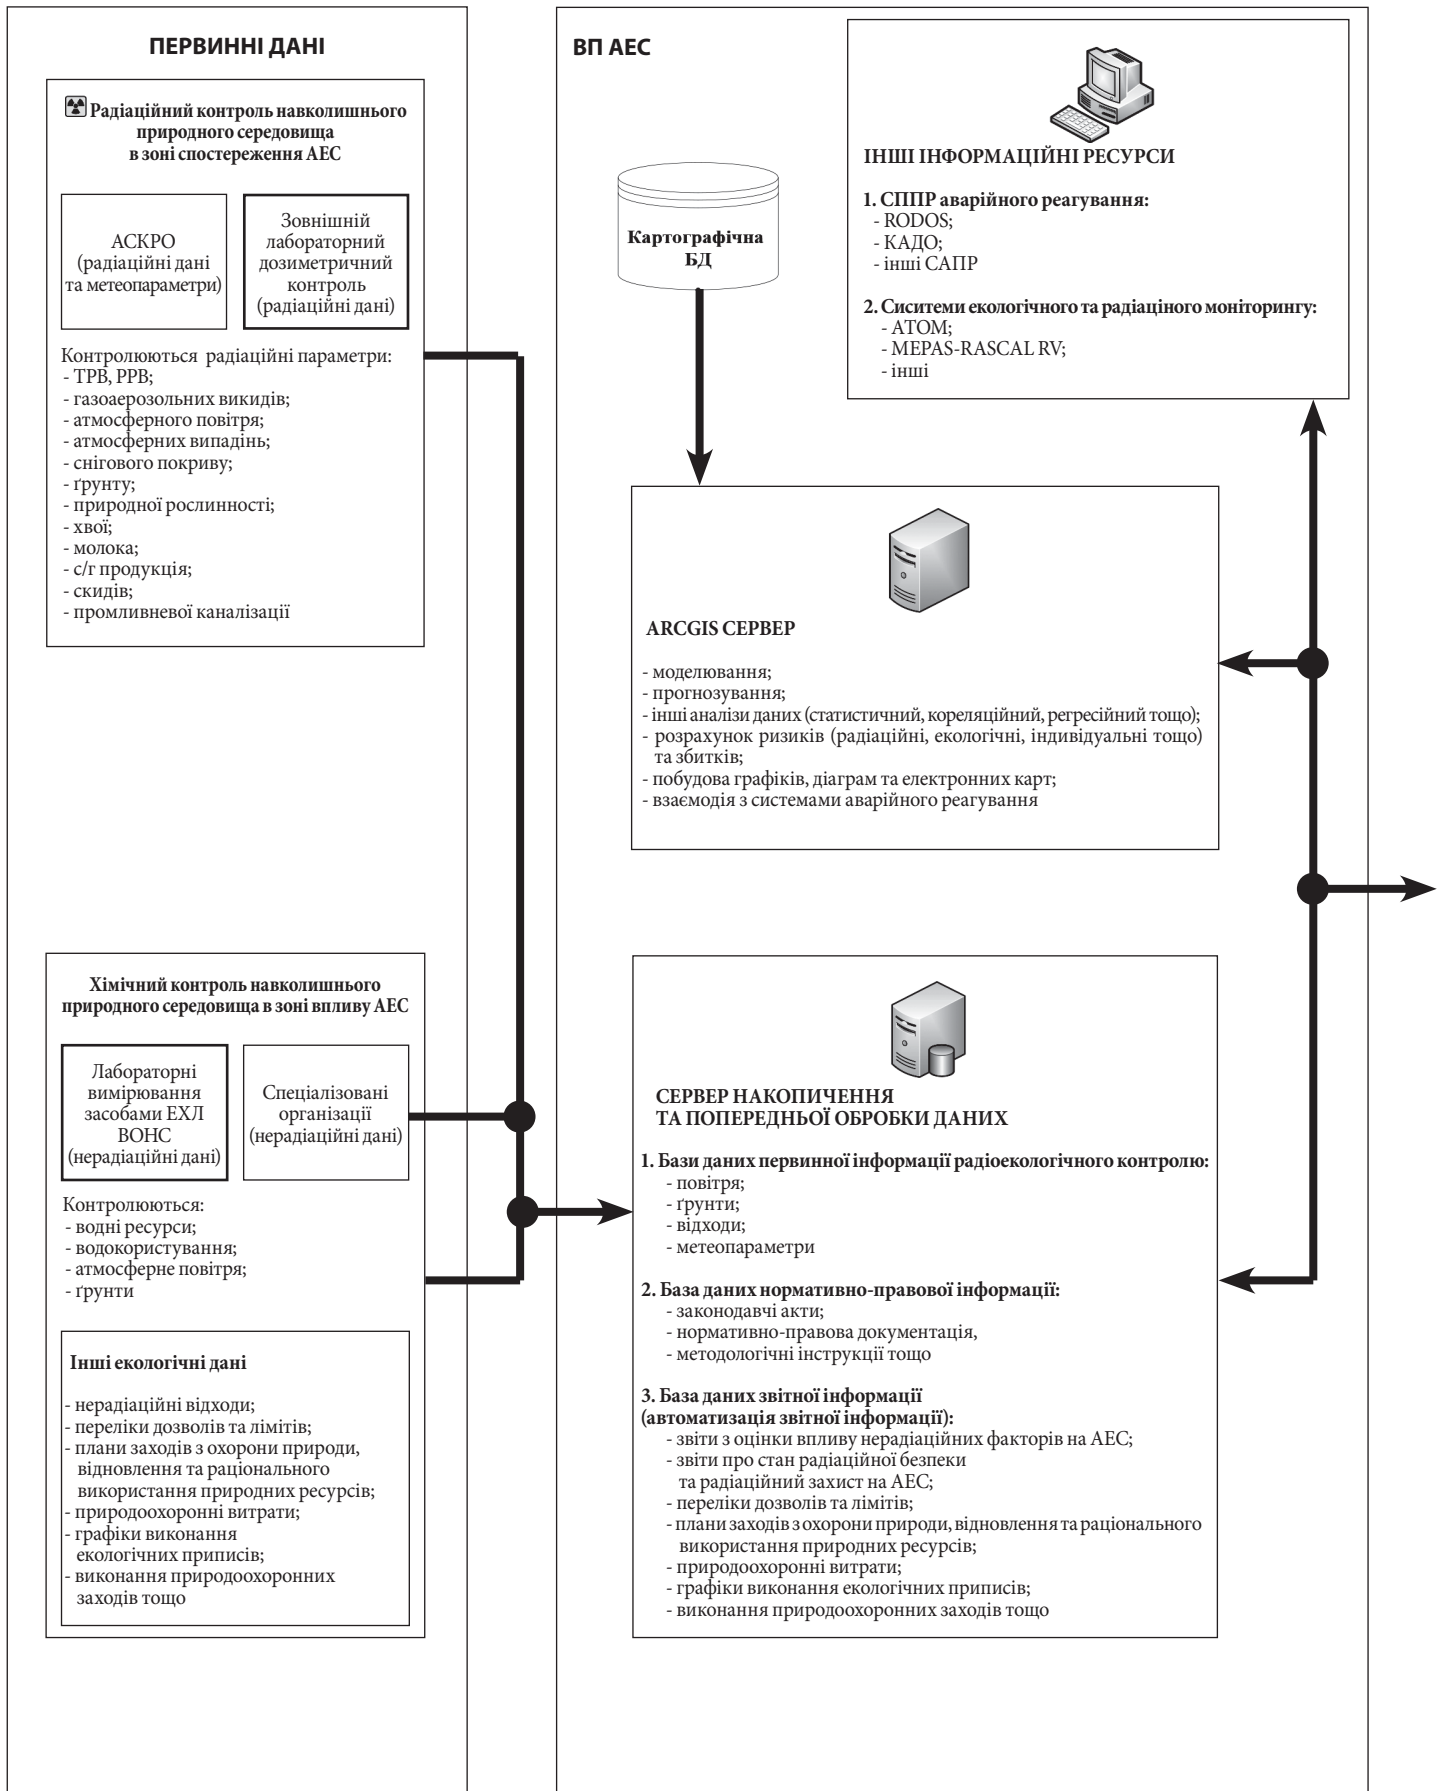 ПЕРВИННІ ДАНІ
Радіаційний контроль навколишнього
природного середовища
в зоні спостереження АЕС
АСКРО
(радіаційні дані
та метеопараметри)
Зовнішній
лабораторний
дозиметричний
контроль
(радіаційні дані)
Контролюються радіаційні параметри:
- ТРВ, РРВ;
- газоаерозольних викидів;
- атмосферного повітря;
- атмосферних випадінь;
- снігового покриву;
- ґрунту;
- природної рослинності;
- хвої;
- молока;
- с/г продукція;
- скидів;
- промливневої каналізації
Хімічний контроль навколишнього
природного середовища в зоні впливу АЕС
Лабораторні
вимірювання
засобами ЕХЛ
ВОНС
(нерадіаційні дані)
Спеціалізовані
організації
(нерадіаційні дані)
Контролюються:
- водні ресурси;
- водокористування;
- атмосферне повітря;
- ґрунти
Інші екологічні дані
- нерадіаційні відходи;
- переліки дозволів та лімітів;
- плани заходів з охорони природи,
відновлення та раціонального
використання природних ресурсів;
- природоохоронні витрати;
- графіки виконання
екологічних приписів;
- виконання природоохоронних
заходів тощо
ВП АЕС
Картографічна
БД
ІНШІ ІНФОРМАЦІЙНІ РЕСУРСИ
1. СППР аварійного реагування:
- RODOS;
- КАДО;
- інші САПР
2. Сиситеми екологічного та радіаціного моніторингу:
- АТОМ;
- MEPAS-RASCAL RV;
- інші
ARCGIS СЕРВЕР
- моделювання;
- прогнозування;
- інші аналізи даних (статистичний, кореляційний, регресійний тощо);
- розрахунок ризиків (радіаційні, екологічні, індивідуальні тощо)
та збитків;
- побудова графіків, діаграм та електронних карт;
- взаємодія з системами аварійного реагування
СЕРВЕР НАКОПИЧЕННЯ
ТА ПОПЕРЕДНЬОЇ ОБРОБКИ ДАНИХ
1. Бази даних первинної інформації радіоекологічного контролю:
- повітря;
- ґрунти;
- відходи;
- метеопараметри
2. База даних нормативно-правової інформації:
- законодавчі акти;
- нормативно-правова документація,
- методологічні інструкції тощо
3. База даних звітної інформації
(автоматизація звітної інформації):
- звіти з оцінки впливу нерадіаційних факторів на АЕС;
- звіти про стан радіаційної безпеки
та радіаційний захист на АЕС;
- переліки дозволів та лімітів;
- плани заходів з охорони природи, відновлення та раціонального
використання природних ресурсів;
- природоохоронні витрати;
- графіки виконання екологічних приписів;
- виконання природоохоронних заходів тощо